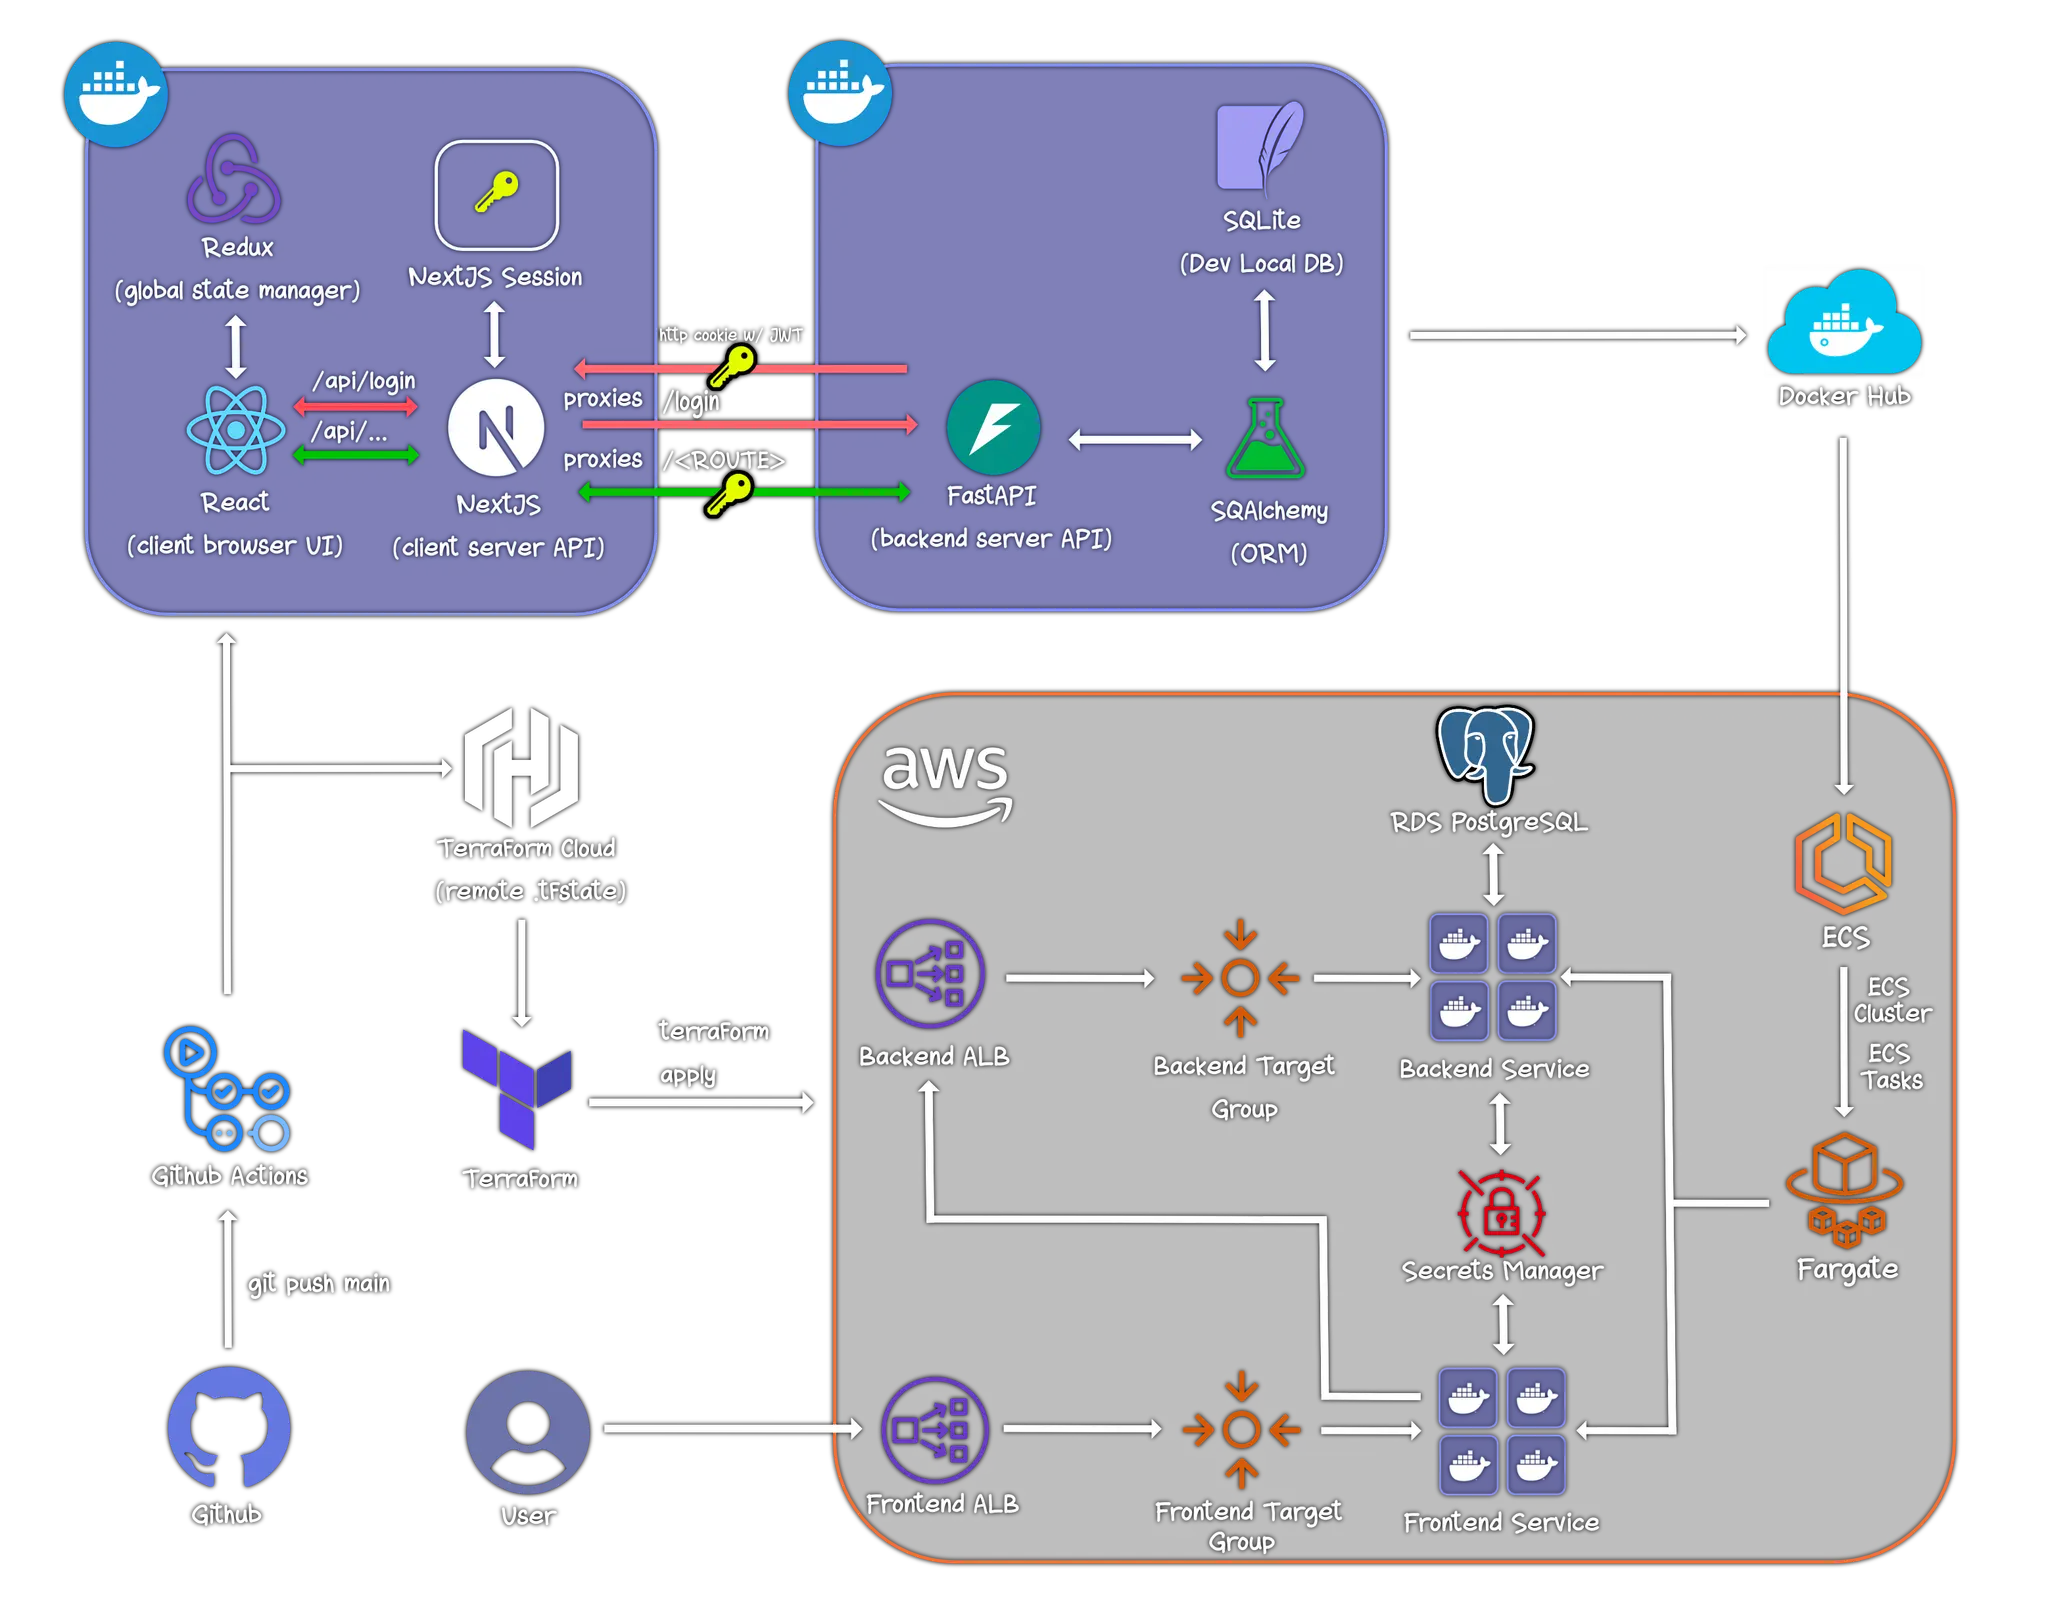 Redux
(global state manager)
NextJS Session
/api/login
/api/...
React
(client browser UI)
N
NextJS
(client server API)
http cookie w/ JWT
proxies /login
proxies /<ROUTE>
SQLite
(Dev Local DB)
FastAPI
(backend server API)
SQAlchemy
(ORM)
Docker Hub
TerraForm Cloud
(remote .tfstate)
terraform
apply
TerraForm
Github Actions
git push main
Github
User
aws
RDS PostgreSQL
Backend ALB
Backend Target
Group
Backend Service
ECS
ECS
Cluster
ECS
Tasks
Secrets Manager
Fargate
Frontend ALB
Frontend Target
Group
Frontend Service